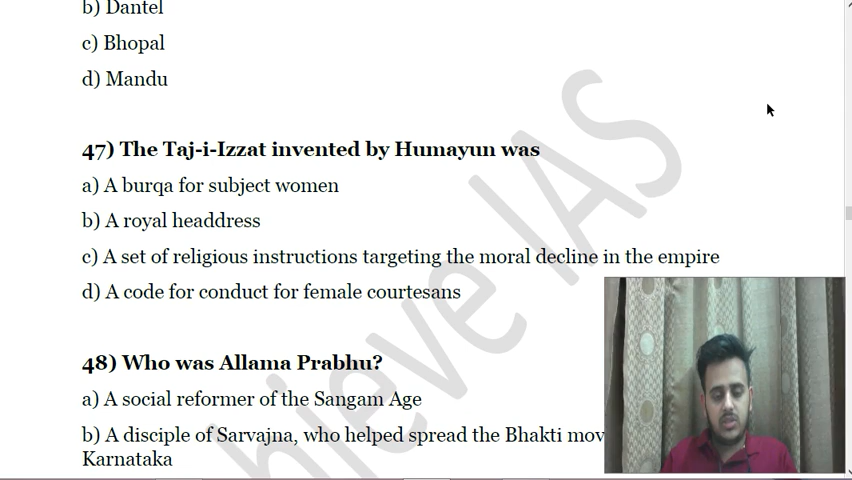 b) Dantel
c) Bhopal
d) Mandu
47) The Taj-i-Izzat invented by Humayun was
a) A burqa for subject women
b) A royal headdress
c) A set of religious instructions targeting the moral decline in the empire
d) A code for conduct for female courtesans
48) Who was Allama Prabhu?
a) A social reformer of the Sangam Age
b) A disciple of Sarvajna, who helped spread the Bhakti mov
Karnataka
hieve IAS